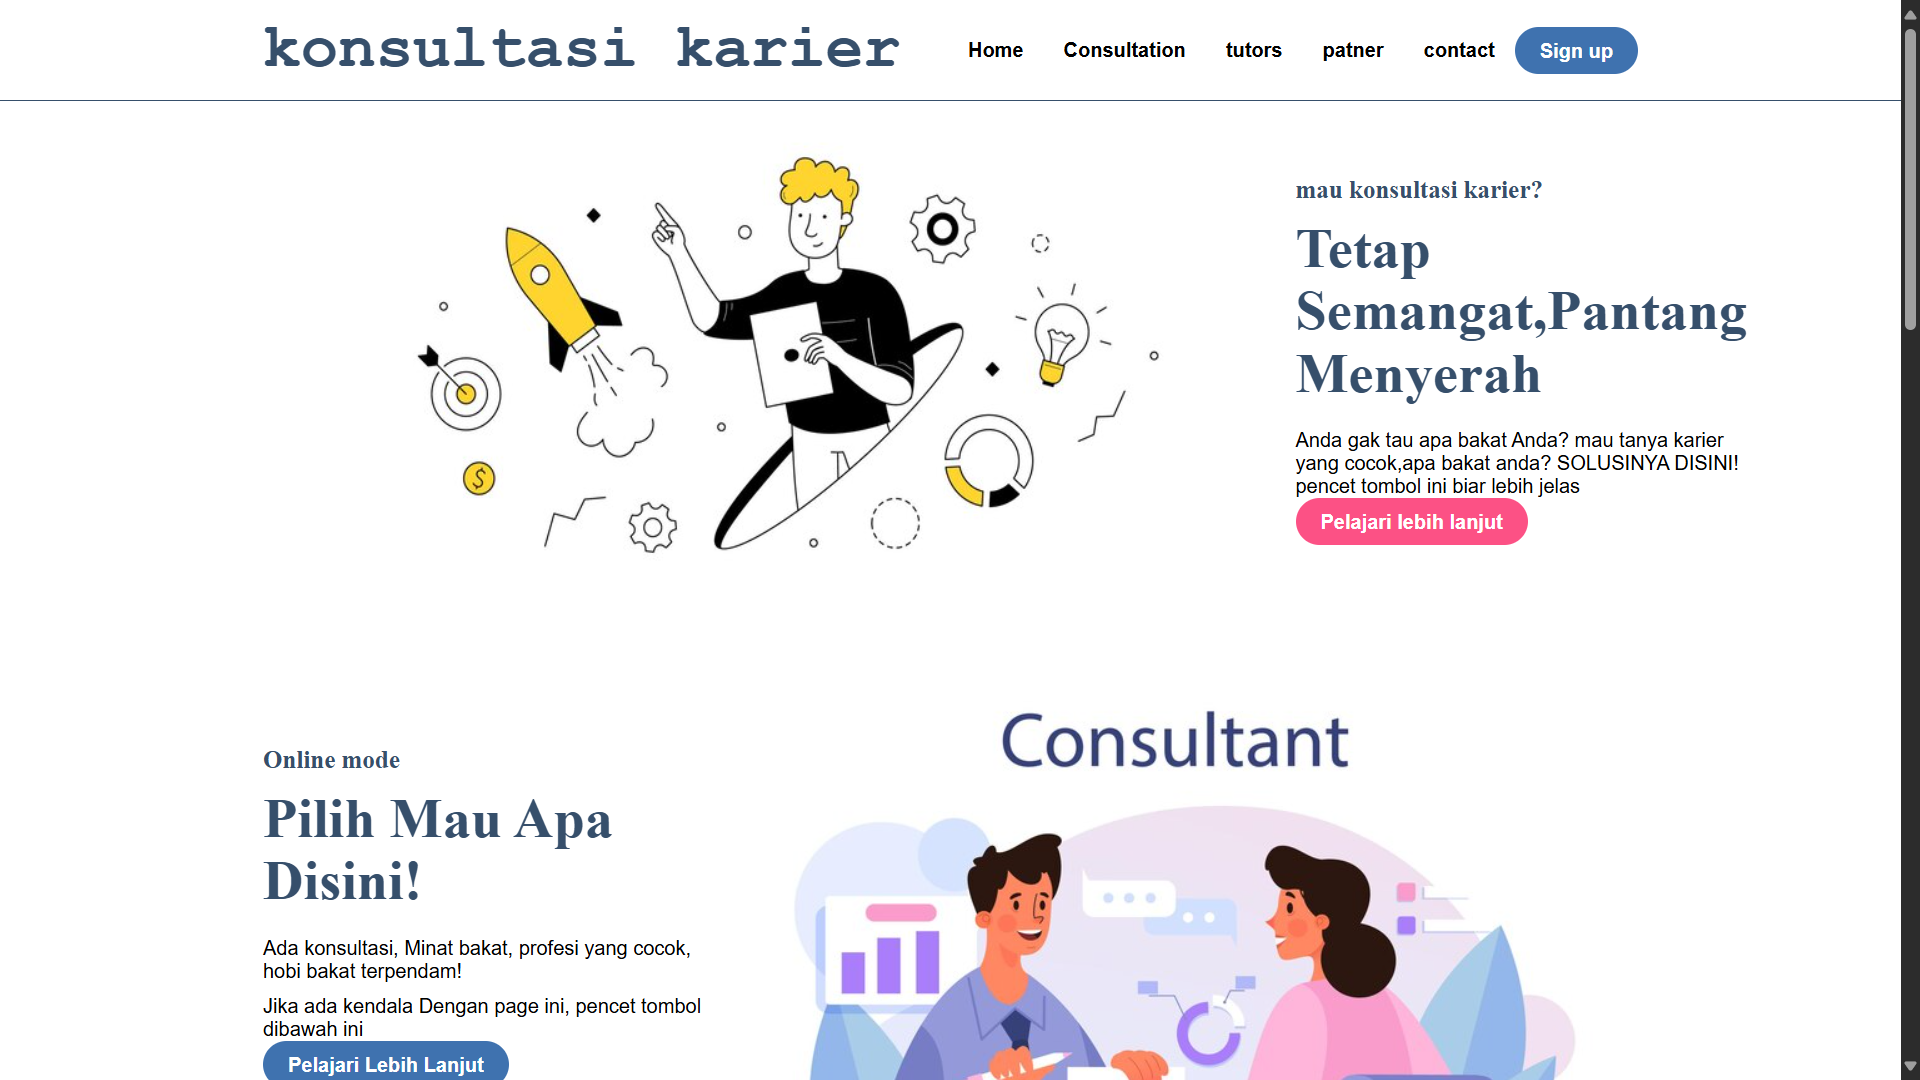 konsultasi karier
Home Consultation tutors patner contact Sign up
mau konsultasi karier?
Tetap
Semangat,Pantang
Menyerah
Anda gak tau apa bakat Anda? mau tanya karier
yang cocok,apa bakat anda? SOLUSINYA DISINI!
pencet tombol ini biar lebih jelas
Pelajari lebih lanjut
$
Consultant
Online mode
Pilih Mau Apa
Disini!
Ada konsultasi, Minat bakat, profesi yang cocok,
hobi bakat terpendam!
Jika ada kendala Dengan page ini, pencet tombol
dibawah ini
Pelajari Lebih Lanjut